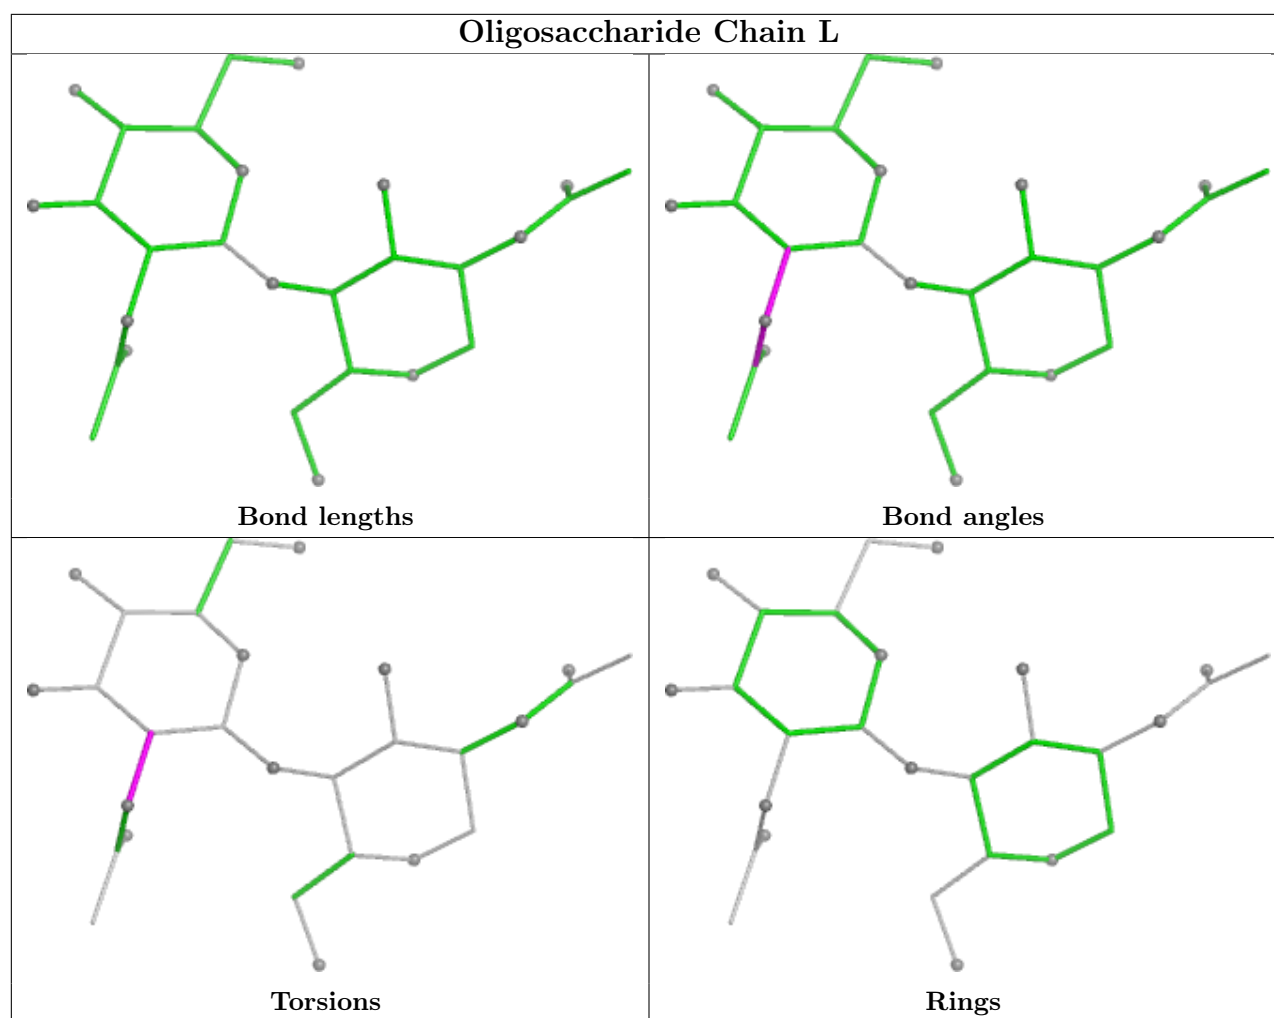 Oligosaccharide Chain L
Bond lengths
Bond angles
Torsions
Rings